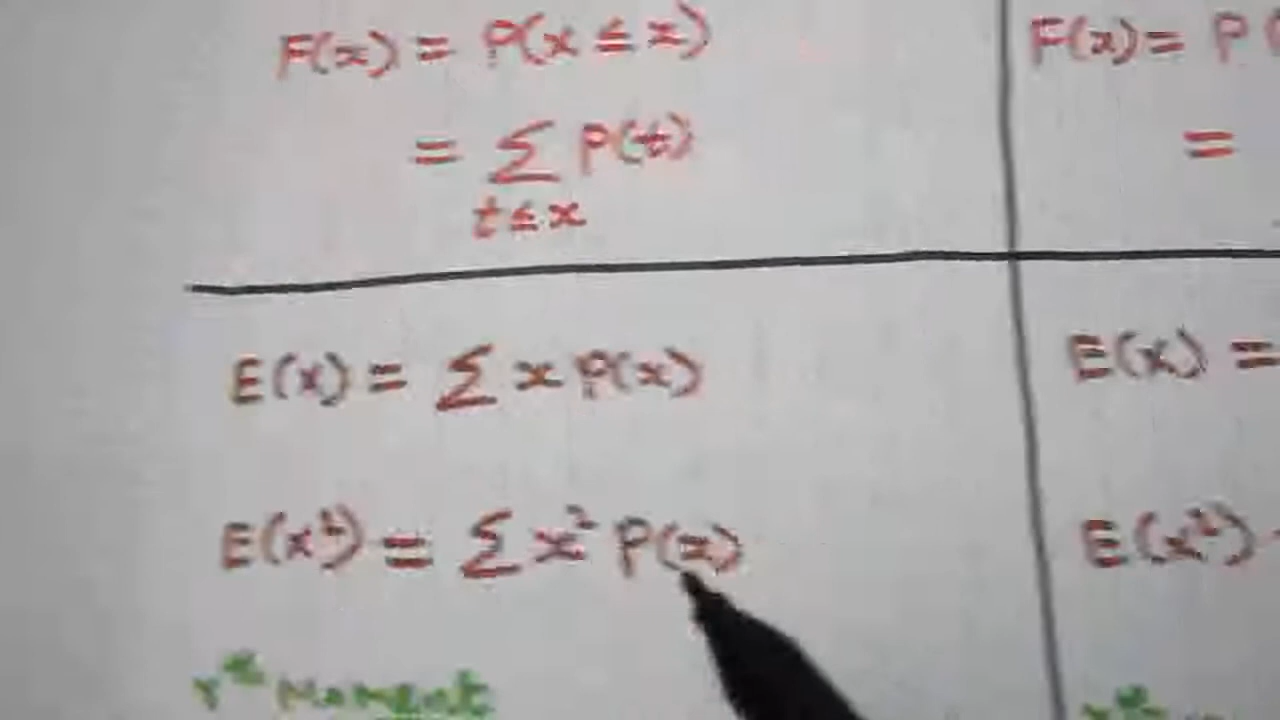 F(x) = P(x ≤ x)
= Σ P(t)
t ≤ x
E(x) = Σ x P(x)
E(x²) = Σ x² P(x)
rᵗʰ Moment
F(x) = P(
=
E(x) =
E(x²)